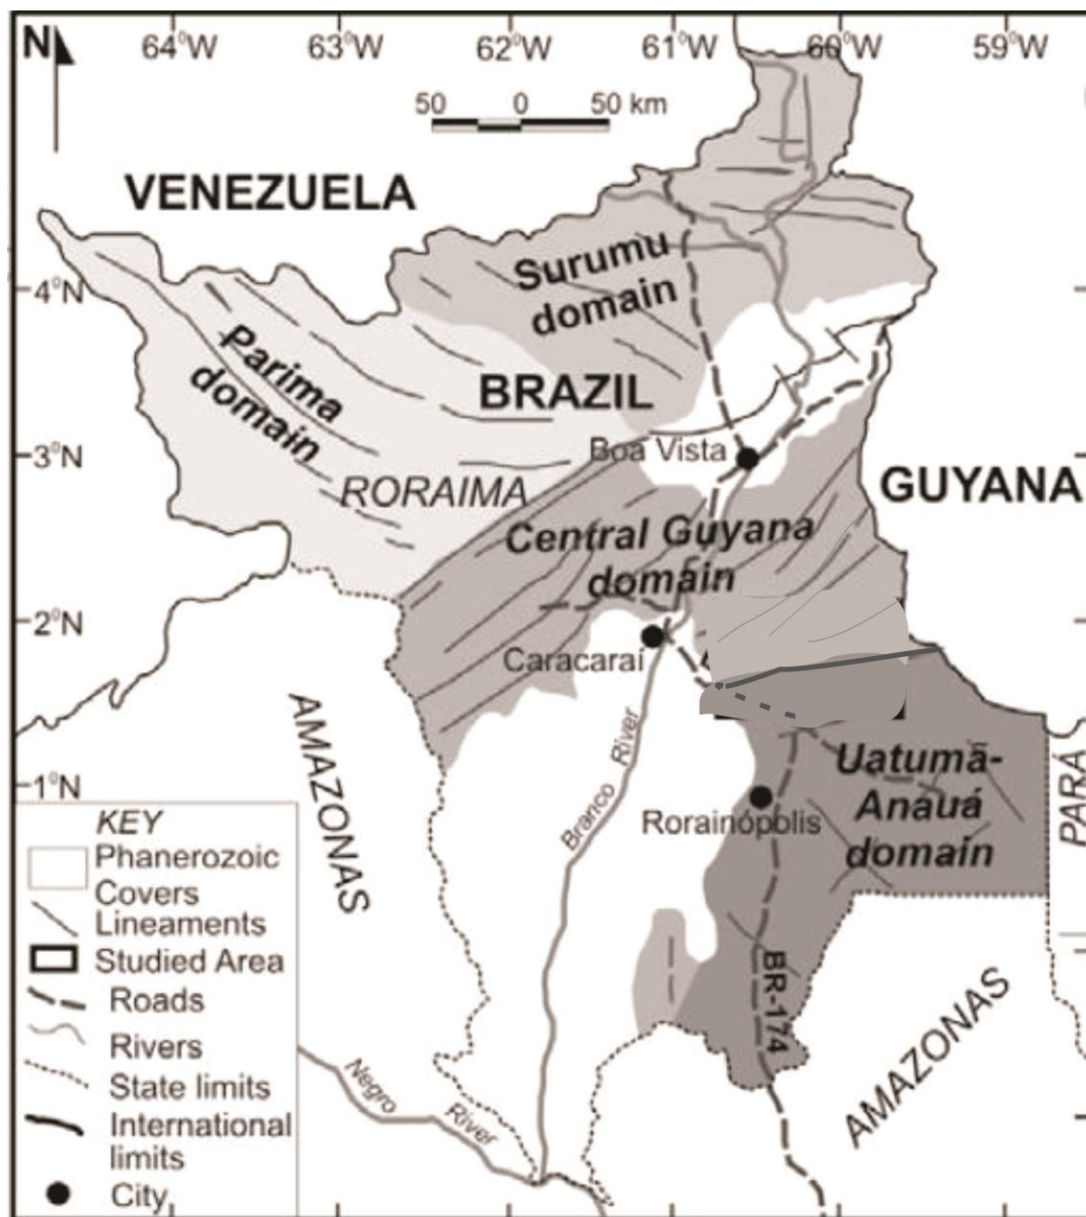 N
64°W 63°W 62°W 61°W 60°W 59°W
50 0 50 km
VENEZUELA
Surumu
domain
4°N
Parima
domain
BRAZIL
Boa Vista
3°N
RORAIMA
GUYANA
Central Guyana
domain
2°N
Caracaraí
AMAZONAS
Branco River
Uatumã-
Anauá
domain
PARÁ
1°N
Rorainópolis
BR-174
AMAZONAS
Negro River
KEY
Phanerozoic
Covers
Lineaments
Studied Area
Roads
Rivers
State limits
International
limits
City